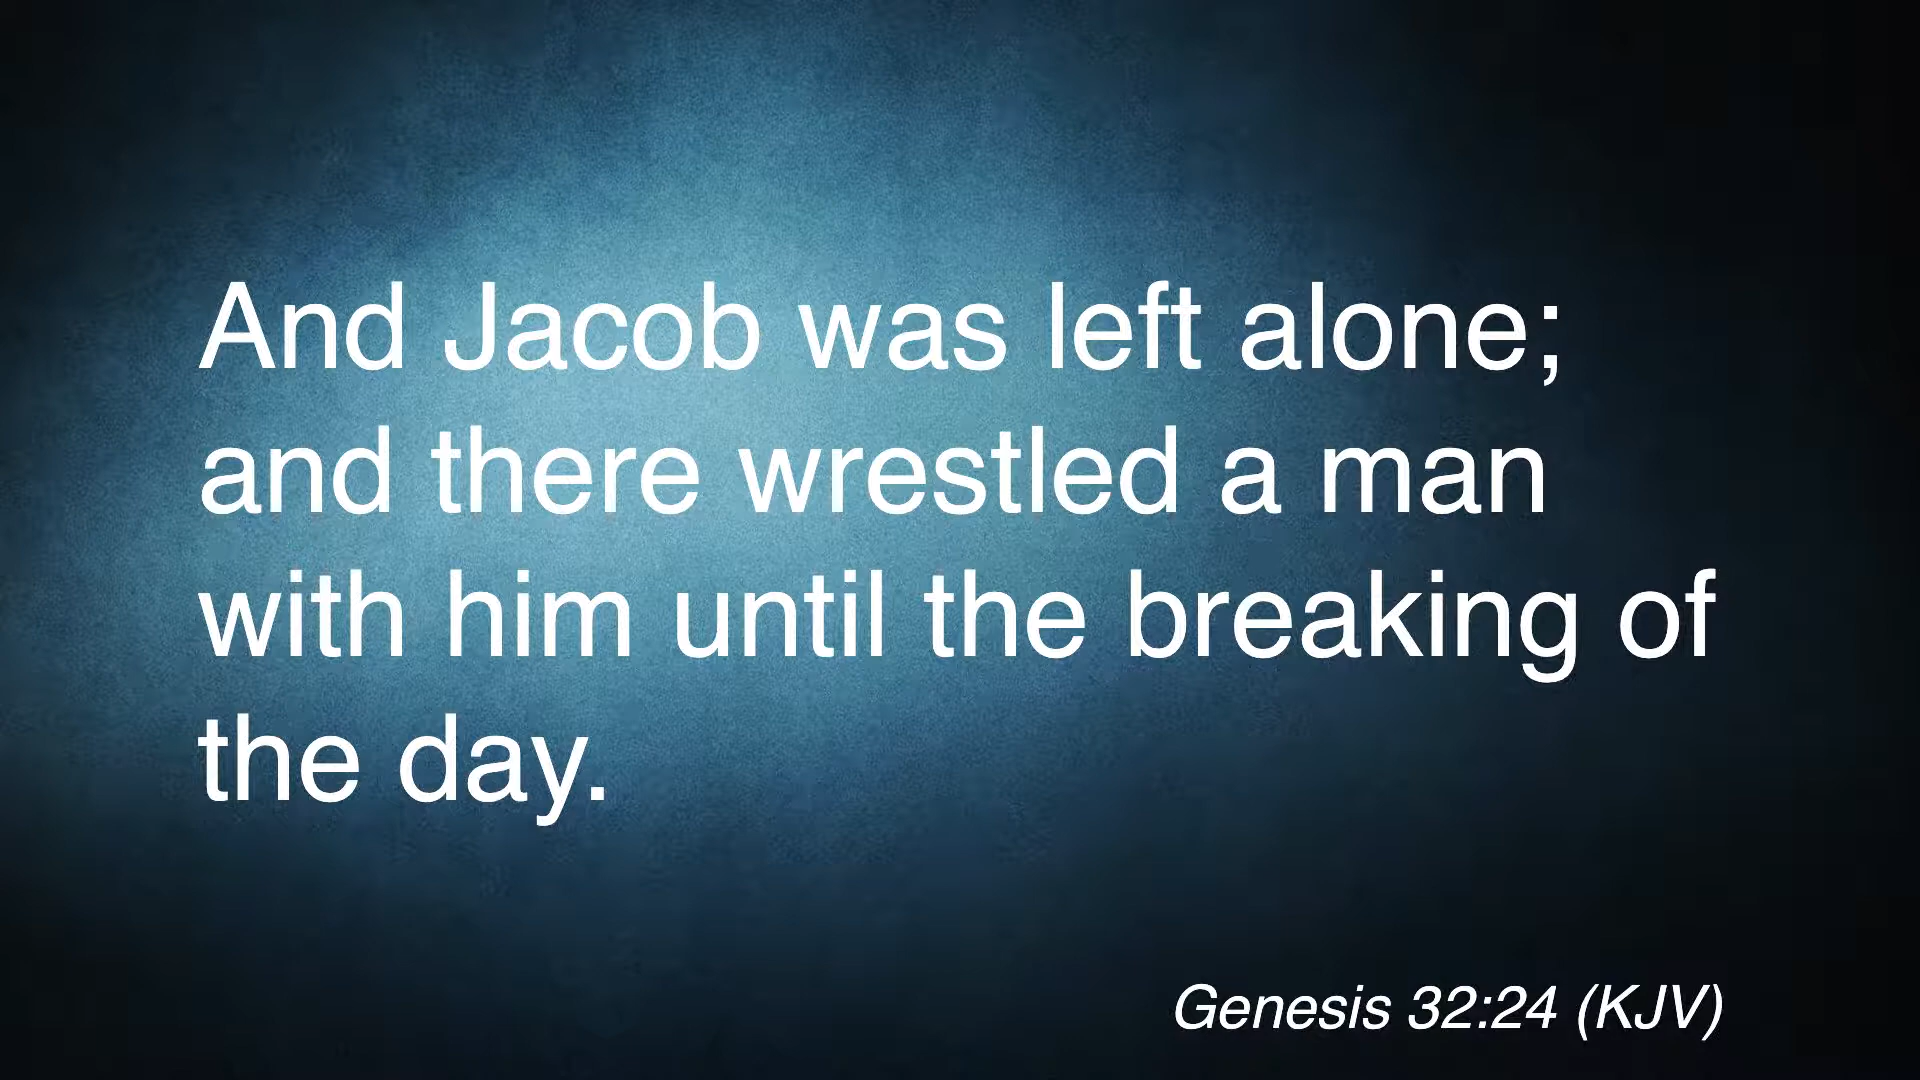 And Jacob was left alone;
and there wrestled a man
with him until the breaking of
the day.
Genesis 32:24 (KJV)